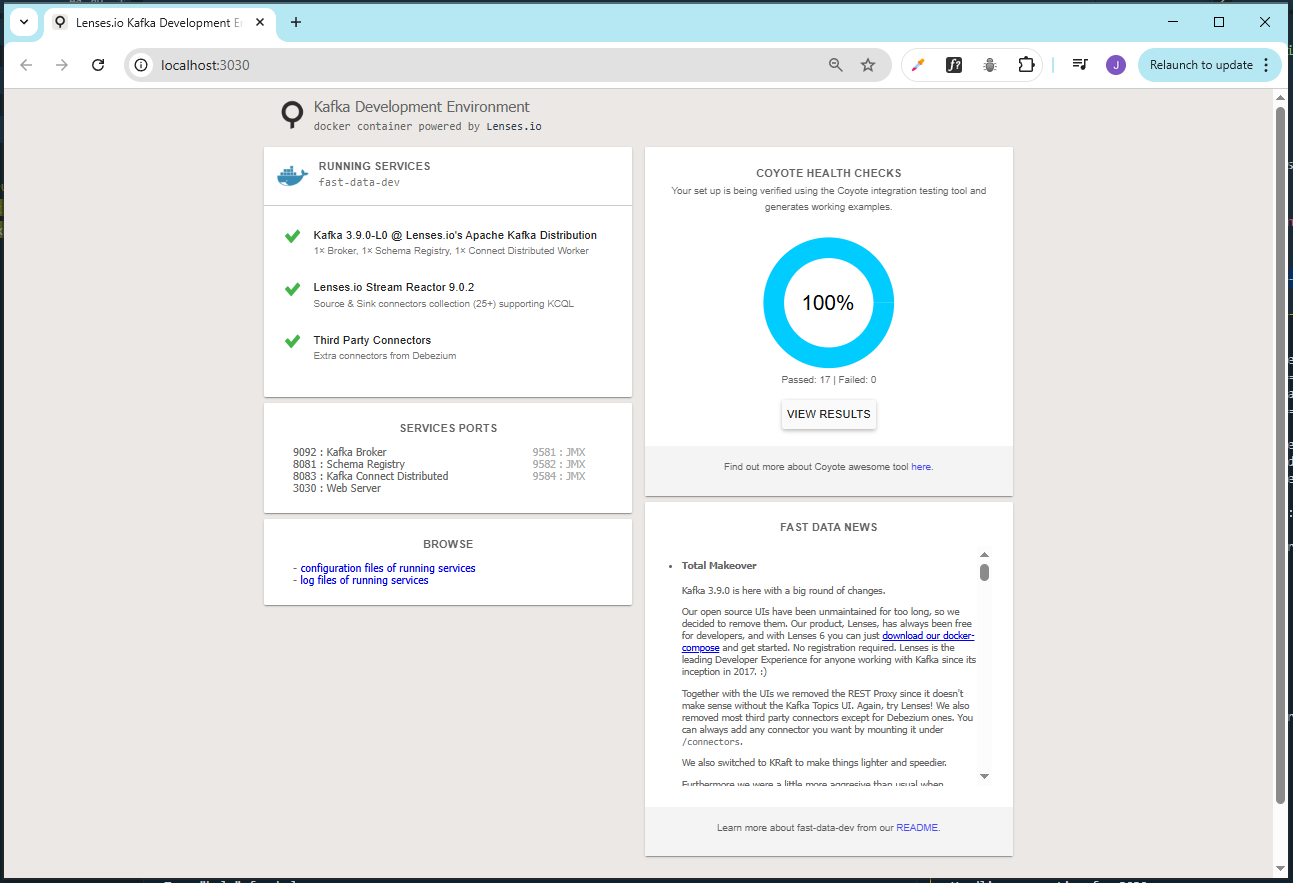 Lenses.io Kafka Development E
localhost:3030
J
Relaunch to update
Kafka Development Environment
docker container powered by Lenses.io
RUNNING SERVICES
fast-data-dev
Kafka 3.9.0-L0 @ Lenses.io's Apache Kafka Distribution
1× Broker, 1× Schema Registry, 1× Connect Distributed Worker
Lenses.io Stream Reactor 9.0.2
Source & Sink connectors collection (25+) supporting KCQL
Third Party Connectors
Extra connectors from Debezium
SERVICES PORTS
9092 : Kafka Broker 9581 : JMX
8081 : Schema Registry 9582 : JMX
8083 : Kafka Connect Distributed 9584 : JMX
3030 : Web Server
BROWSE
- configuration files of running services
- log files of running services
COYOTE HEALTH CHECKS
Your set up is being verified using the Coyote integration testing tool and
generates working examples.
100%
Passed: 17 | Failed: 0
VIEW RESULTS
Find out more about Coyote awesome tool here.
FAST DATA NEWS
• Total Makeover
Kafka 3.9.0 is here with a big round of changes.
Our open source UIs have been unmaintained for too long, so we
decided to remove them. Our product, Lenses, has always been free
for developers, and with Lenses 6 you can just download our docker-
compose and get started. No registration required. Lenses is the
leading Developer Experience for anyone working with Kafka since its
inception in 2017. :)
Together with the UIs we removed the REST Proxy since it doesn't
make sense without the Kafka Topics UI. Again, try Lenses! We also
removed most third party connectors except for Debezium ones. You
can always add any connector you want by mounting it under
/connectors.
We also switched to KRaft to make things lighter and speedier.
Furthermore we were a little more aggresive than usual when
Learn more about fast-data-dev from our README.